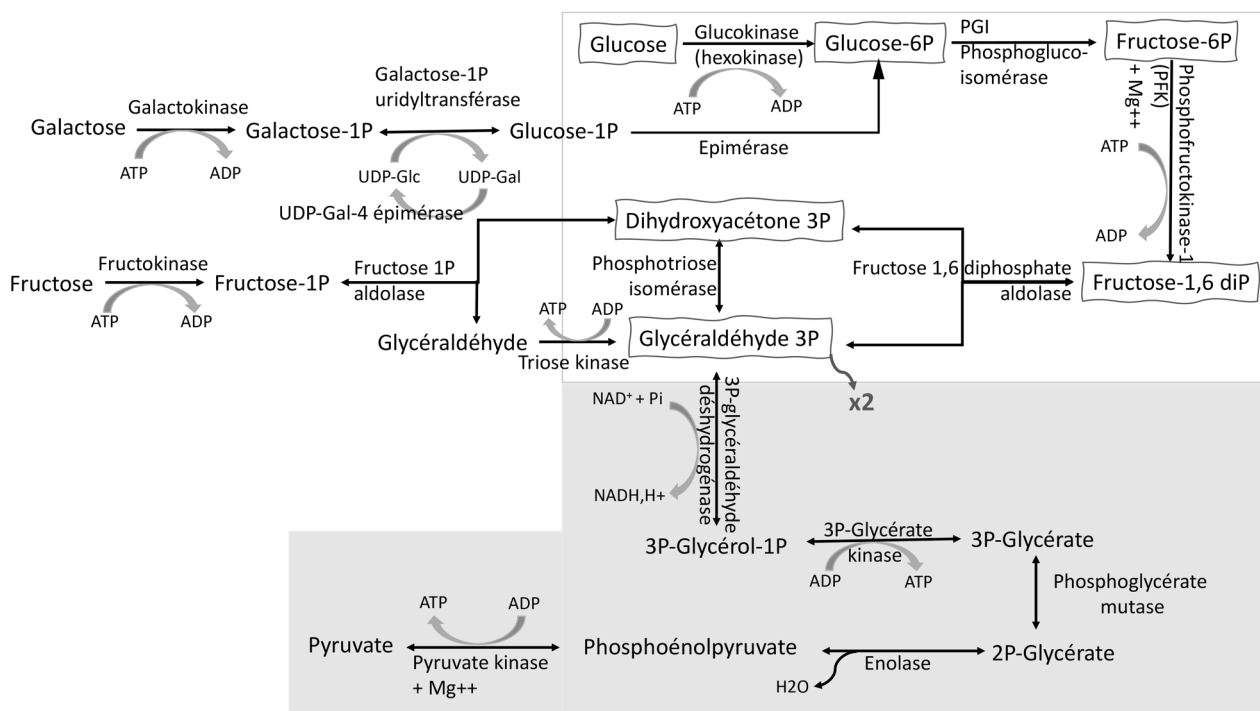 Glucose
Glucokinase
(hexokinase)
ATP
ADP
Glucose-6P
PGI
Phosphogluco-
isomérase
Fructose-6P
Phosphofructokinase-1
(PFK)
+ Mg++
ATP
ADP
Galactose
Galactokinase
ATP
ADP
Galactose-1P
Galactose-1P
uridyltransférase
UDP-Glc
UDP-Gal
UDP-Gal-4 épimérase
Glucose-1P
Epimérase
Dihydroxyacétone 3P
Phosphotriose
isomérase
Fructose 1,6 diphosphate
aldolase
Fructose-1,6 diP
Fructose
Fructokinase
ATP
ADP
Fructose-1P
Fructose 1P
aldolase
Glycéraldéhyde
ATP
ADP
Triose kinase
Glycéraldéhyde 3P
x2
NAD+ + Pi
NADH,H+
3P-glycéraldéhyde
déshydrogénase
3P-Glycérol-1P
3P-Glycérate
kinase
ADP
ATP
3P-Glycérate
Phosphoglycérate
mutase
2P-Glycérate
Enolase
H2O
Phosphoénolpyruvate
ATP
ADP
Pyruvate kinase
+ Mg++
Pyruvate